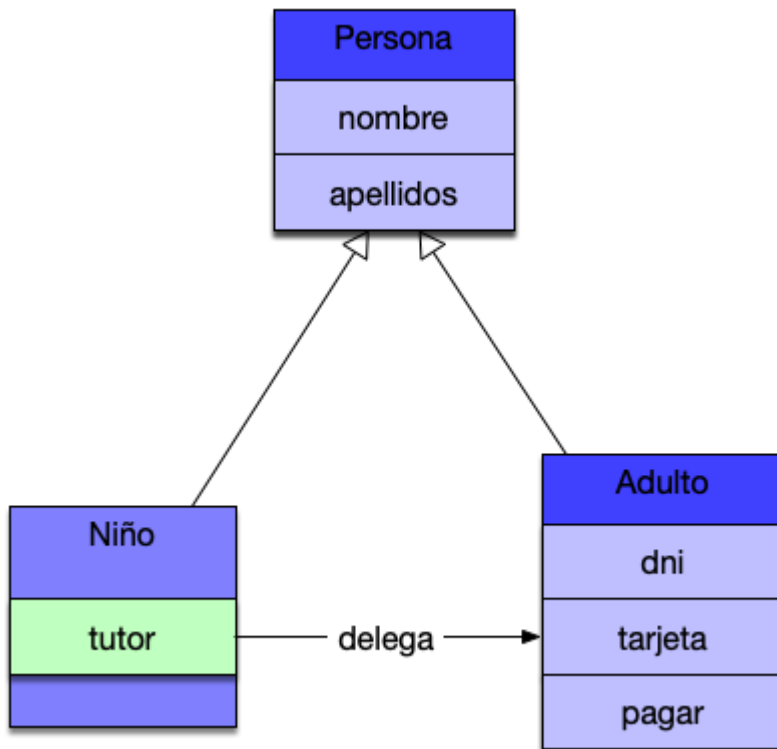 Persona
nombre
apellidos
Niño
tutor
delega
Adulto
dni
tarjeta
pagar